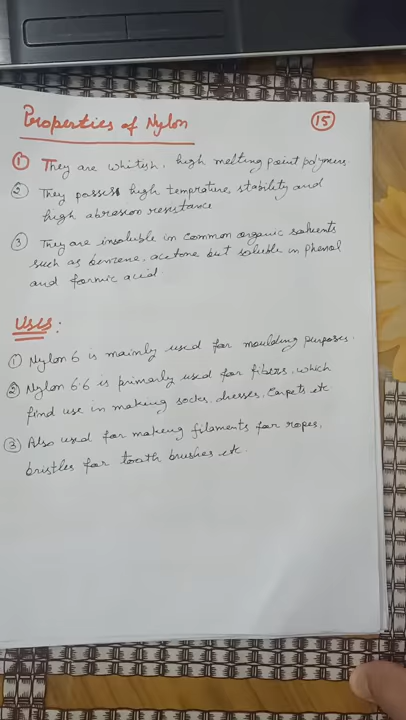 Properties of Nylon
15
① They are whitish, high melting point polymers
② They possess high temprature stability and
high abrasion resistance
③ They are insoluble in common organic solvents
such as benzene, acetone but soluble in phenol
and formic acid.
Uses:
① Nylon 6 is mainly used for moulding purposes.
② Nylon 6.6 is primarly used for fibers, which
find use in making socks, dresses, carpets etc.
③ Also used for making filaments for ropes,
bristles for tooth brushes etc.